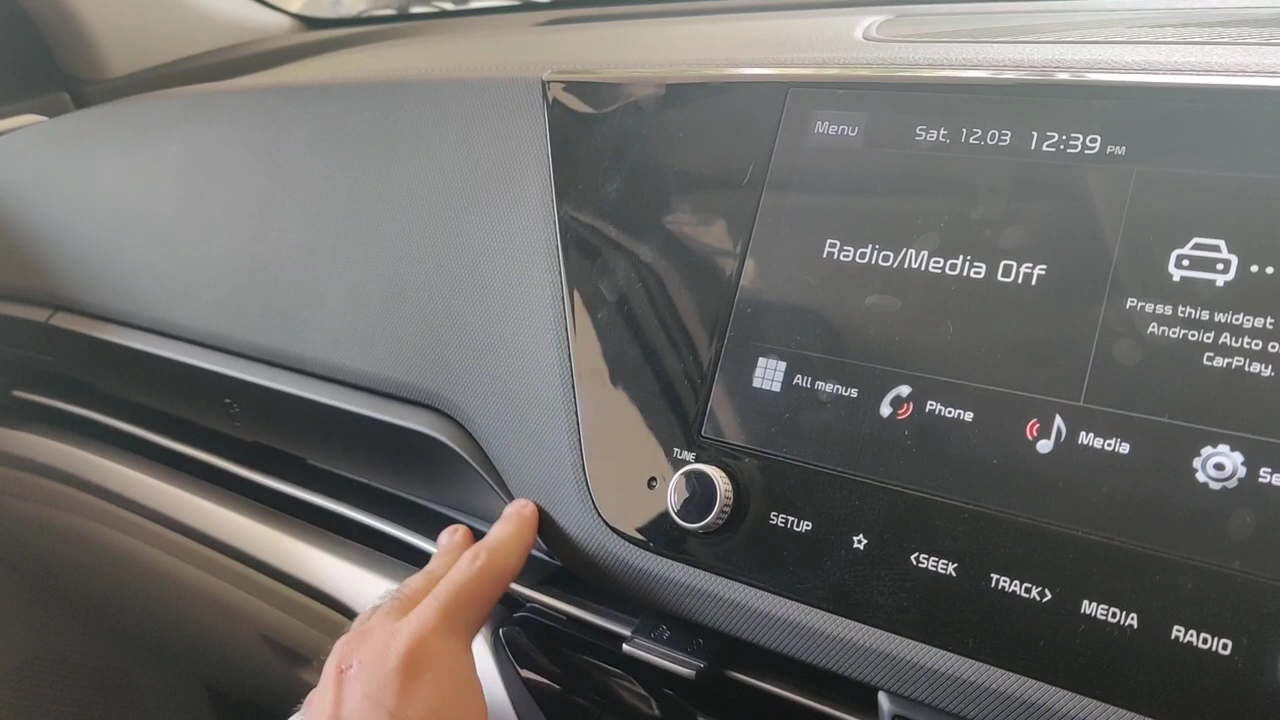 Menu
Sat, 12.03 12:39 PM
Radio/Media Off
Press this widget
Android Auto o
CarPlay.
All menus
Phone
Media
Se
TUNE
SETUP
<SEEK
TRACK>
MEDIA
RADIO